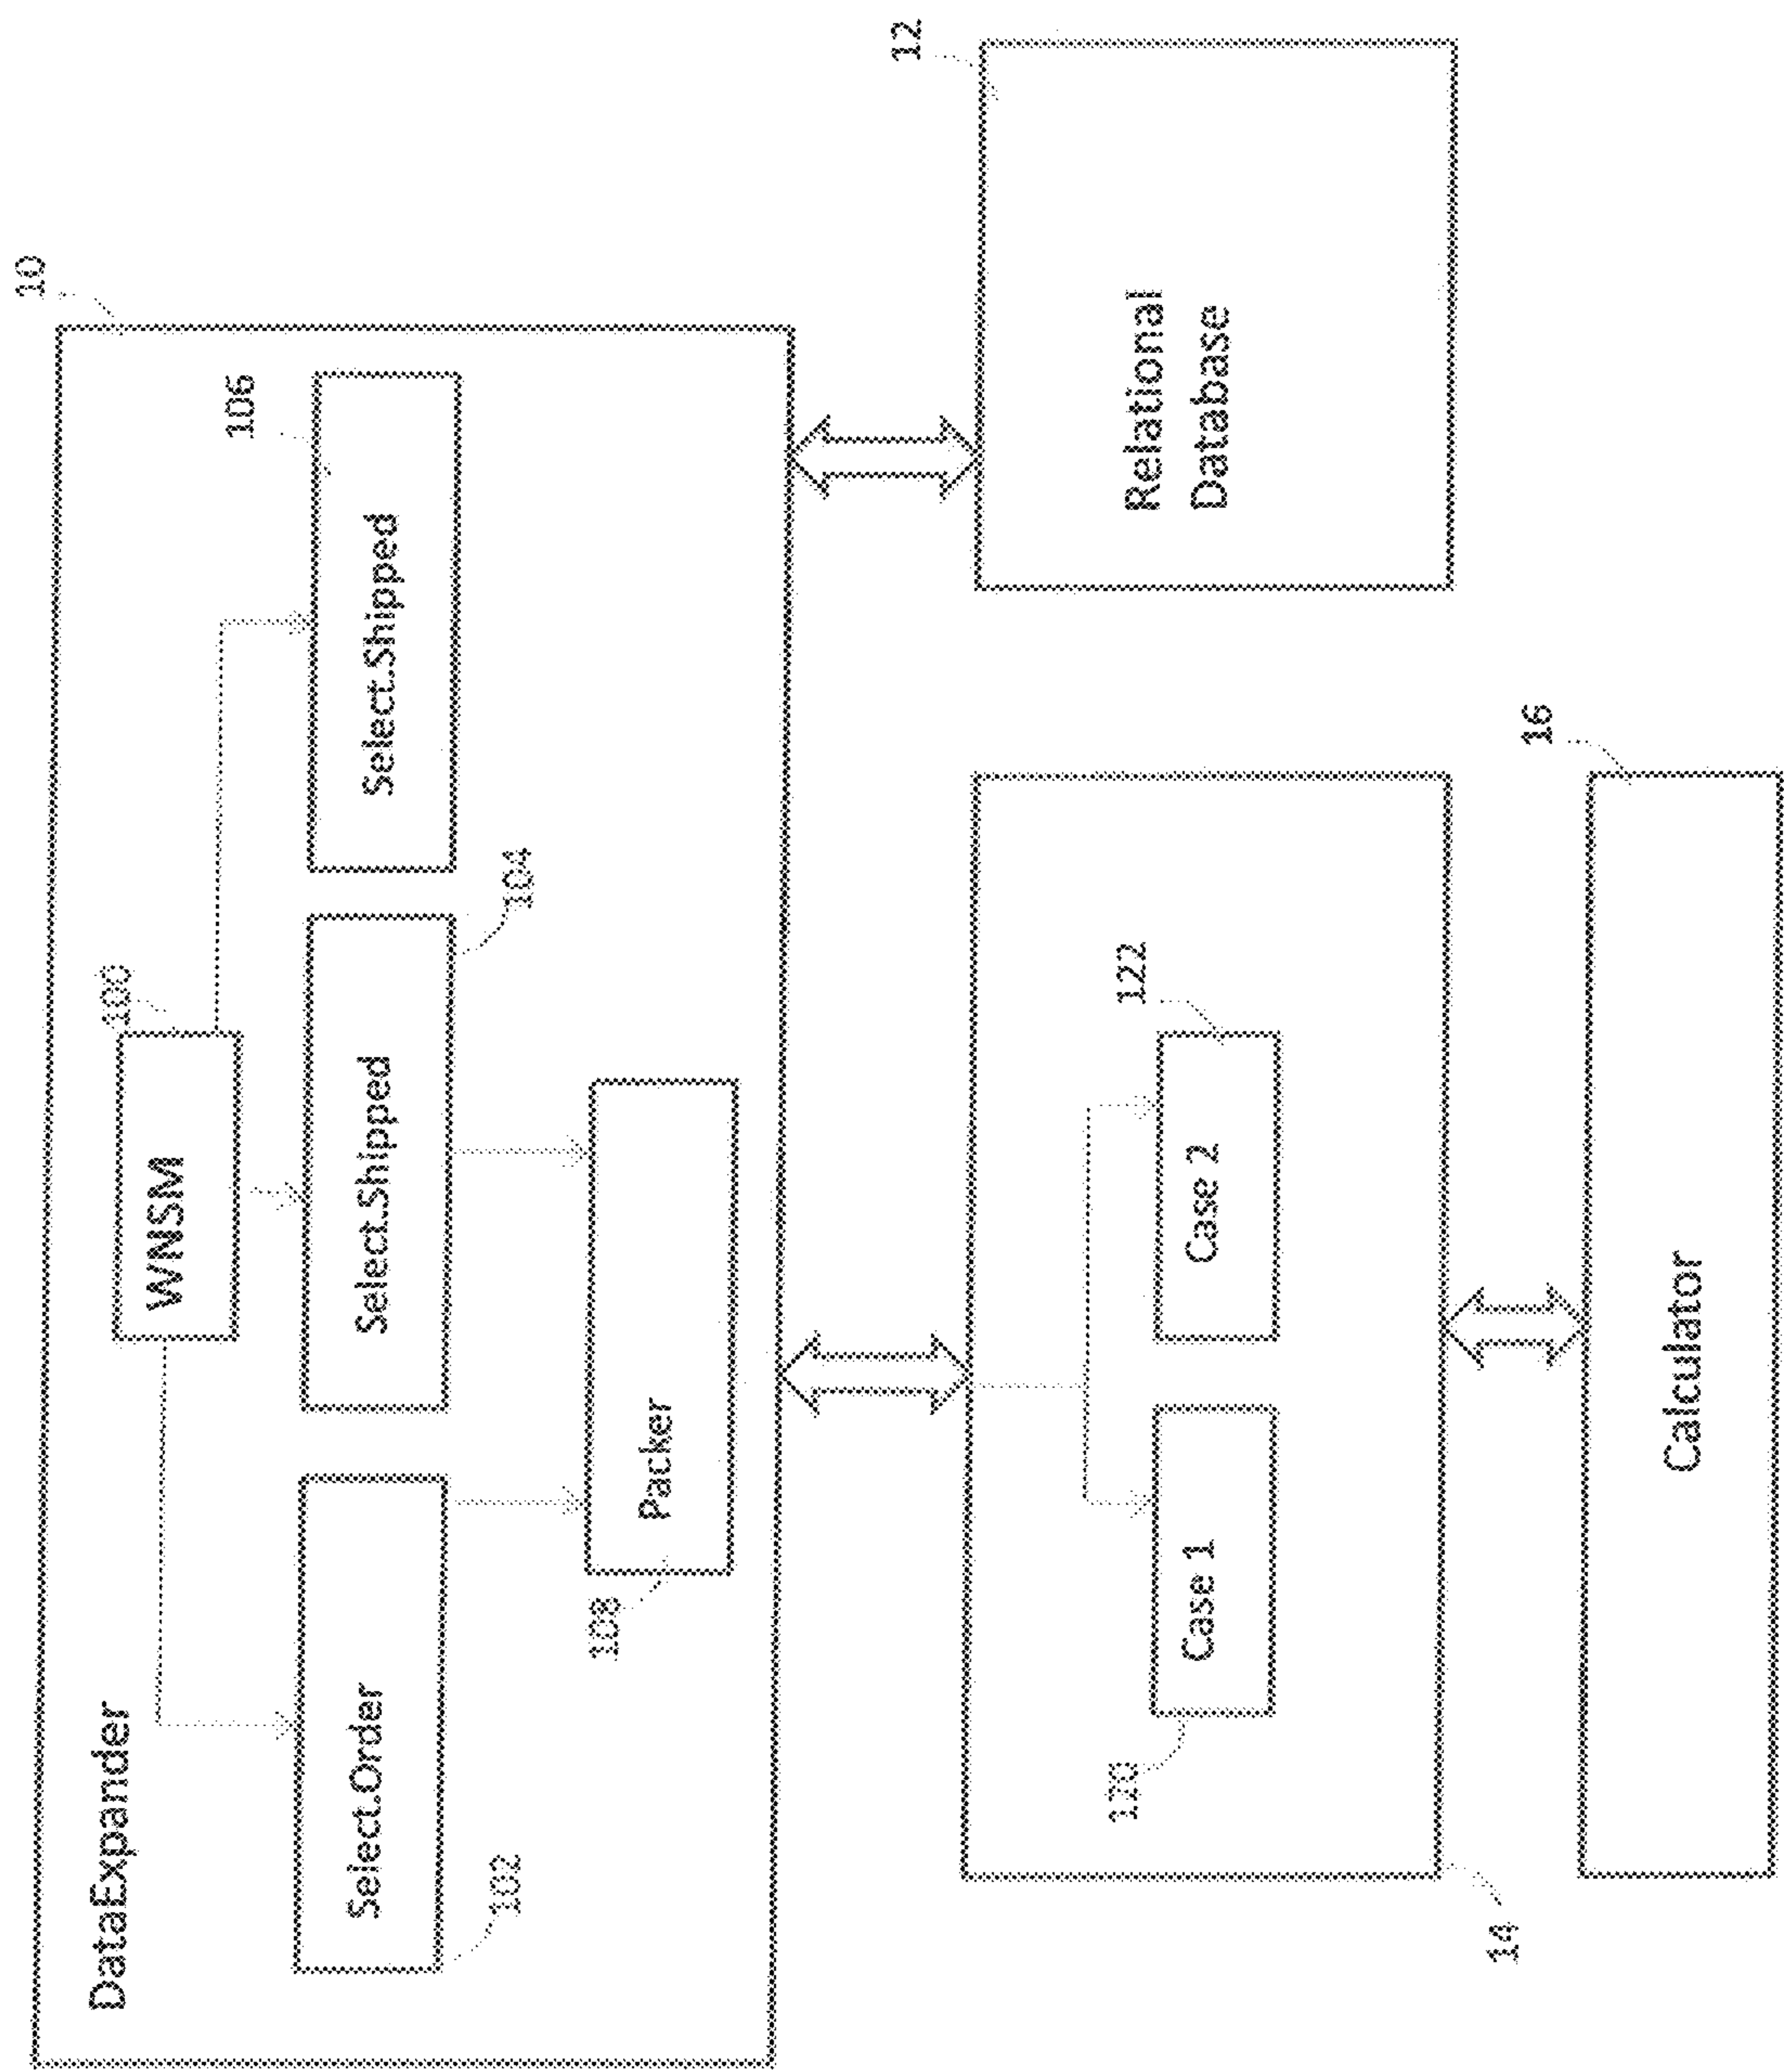 DataExpander
10
WNSM
100
Select.Order
102
Select.Shipped
104
Select.Shipped
106
Packer
108
Relational
Database
12
Case 1
120
Case 2
122
14
Calculator
16